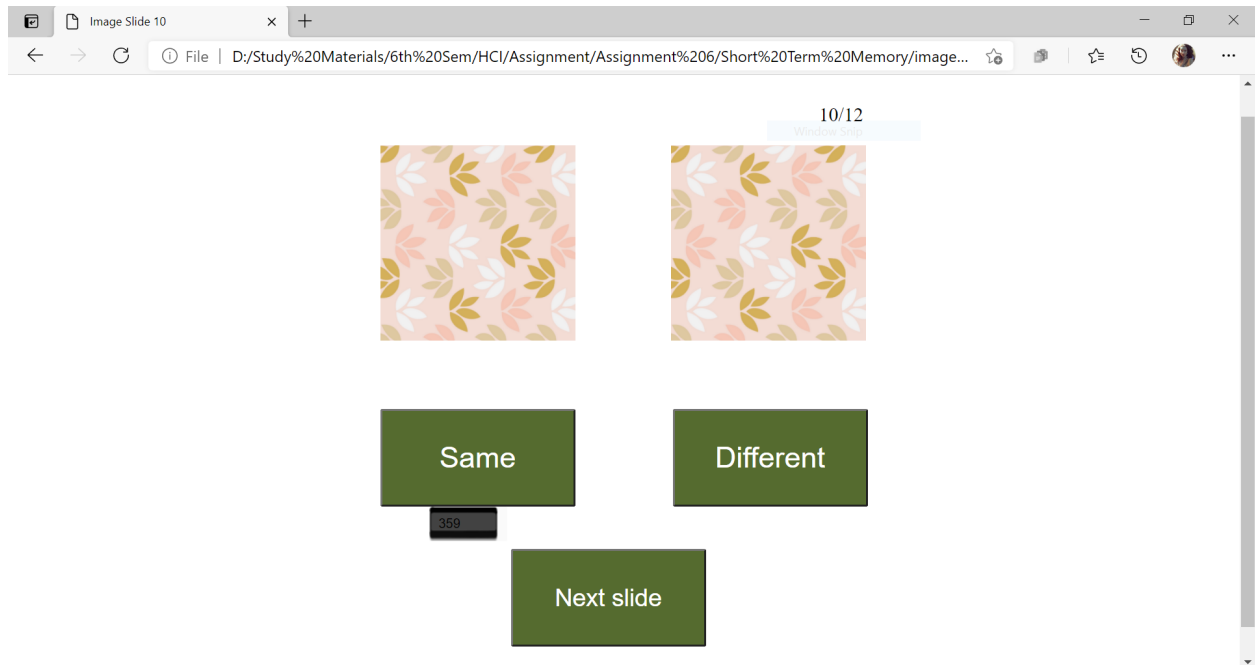 Image Slide 10
File
D:/Study%20Materials/6th%20Sem/HCI/Assignment/Assignment%206/Short%20Term%20Memory/image...
10/12
Window Snip
Same
Different
359
Next slide